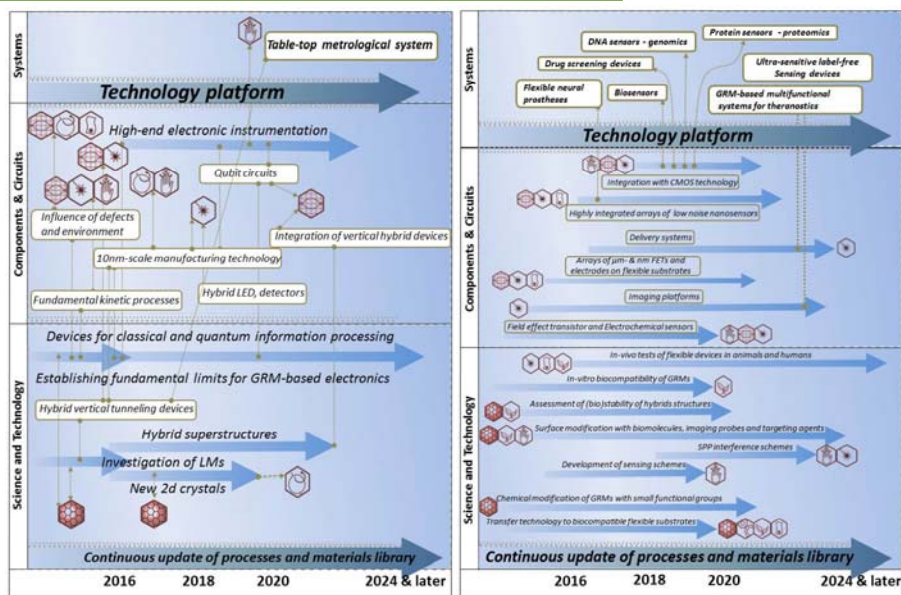 Systems
Table-top metrological system
Technology platform
Components & Circuits
High-end electronic instrumentation
Qubit circuits
Influence of defects
and environment
Integration of vertical hybrid devices
10nm-scale manufacturing technology
Fundamental kinetic processes
Hybrid LED, detectors
Science and Technology
Devices for classical and quantum information processing
Establishing fundamental limits for GRM-based electronics
Hybrid vertical tunneling devices
Hybrid superstructures
Investigation of LMs
New 2d crystals
Continuous update of processes and materials library
2016 2018 2020 2024 & later
Systems
DNA sensors - genomics
Protein sensors - proteomics
Drug screening devices
Ultra-sensitive label-free
Sensing devices
Flexible neural
prostheses
Biosensors
GRM-based multifunctional
systems for theranostics
Technology platform
Components & Circuits
Integration with CMOS technology
Highly integrated arrays of low noise nanosensors
Delivery systems
Arrays of µm- & nm FETs and
electrodes on flexible substrates
Imaging platforms
Field effect transistor and Electrochemical sensors
Science and Technology
In-vivo tests of flexible devices in animals and humans
In-vitro biocompatibility of GRMs
Assessment of (bio)stability of hybrids structures
Surface modification with biomolecules, imaging probes and targeting agents
SPP interference schemes
Development of sensing schemes
Chemical modification of GRMs with small functional groups
Transfer technology to biocompatible flexible substrates
Continuous update of processes and materials library
2016 2018 2020 2024 & later